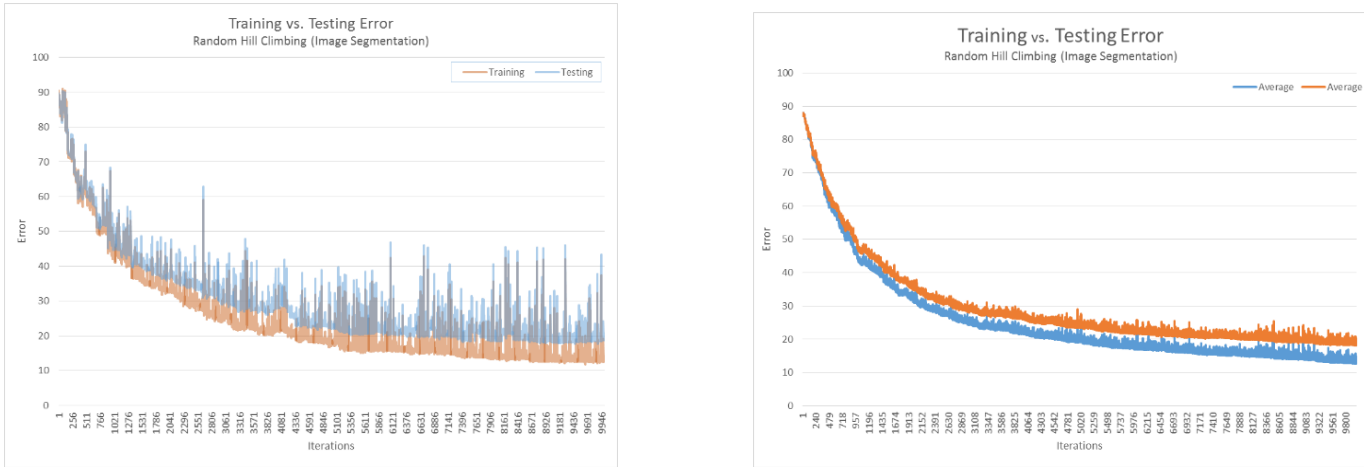 Training vs. Testing Error
Random Hill Climbing (Image Segmentation)
Training Testing
100
90
80
70
60
50
40
30
20
10
0
Error
1 256 511 766 1021 1276 1531 1786 2041 2296 2551 2806 3061 3316 3571 3826 4081 4336 4591 4846 5101 5356 5611 5866 6121 6376 6631 6886 7141 7396 7651 7906 8161 8416 8671 8926 9181 9436 9691 9946
Iterations
Training vs. Testing Error
Random Hill Climbing (Image Segmentation)
Average Average
100
90
80
70
60
50
40
30
20
10
0
Error
1 240 479 718 957 1196 1435 1674 1913 2152 2391 2630 2869 3108 3347 3586 3825 4064 4303 4542 4781 5020 5259 5498 5737 5976 6215 6454 6693 6932 7171 7410 7649 7888 8127 8366 8605 8844 9083 9322 9561 9800
Iterations